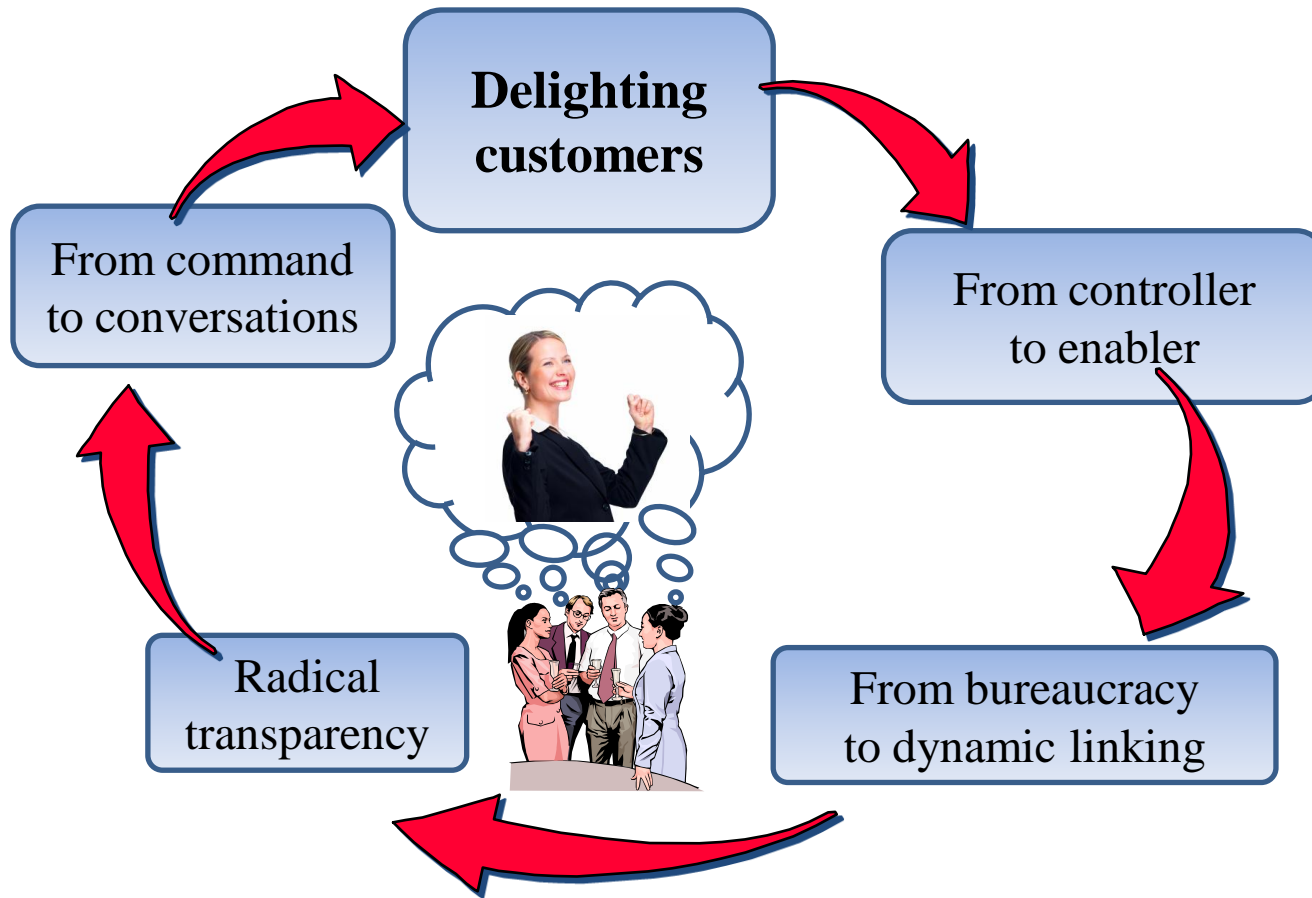 Delighting
customers
From controller
to enabler
From bureaucracy
to dynamic linking
Radical
transparency
From command
to conversations